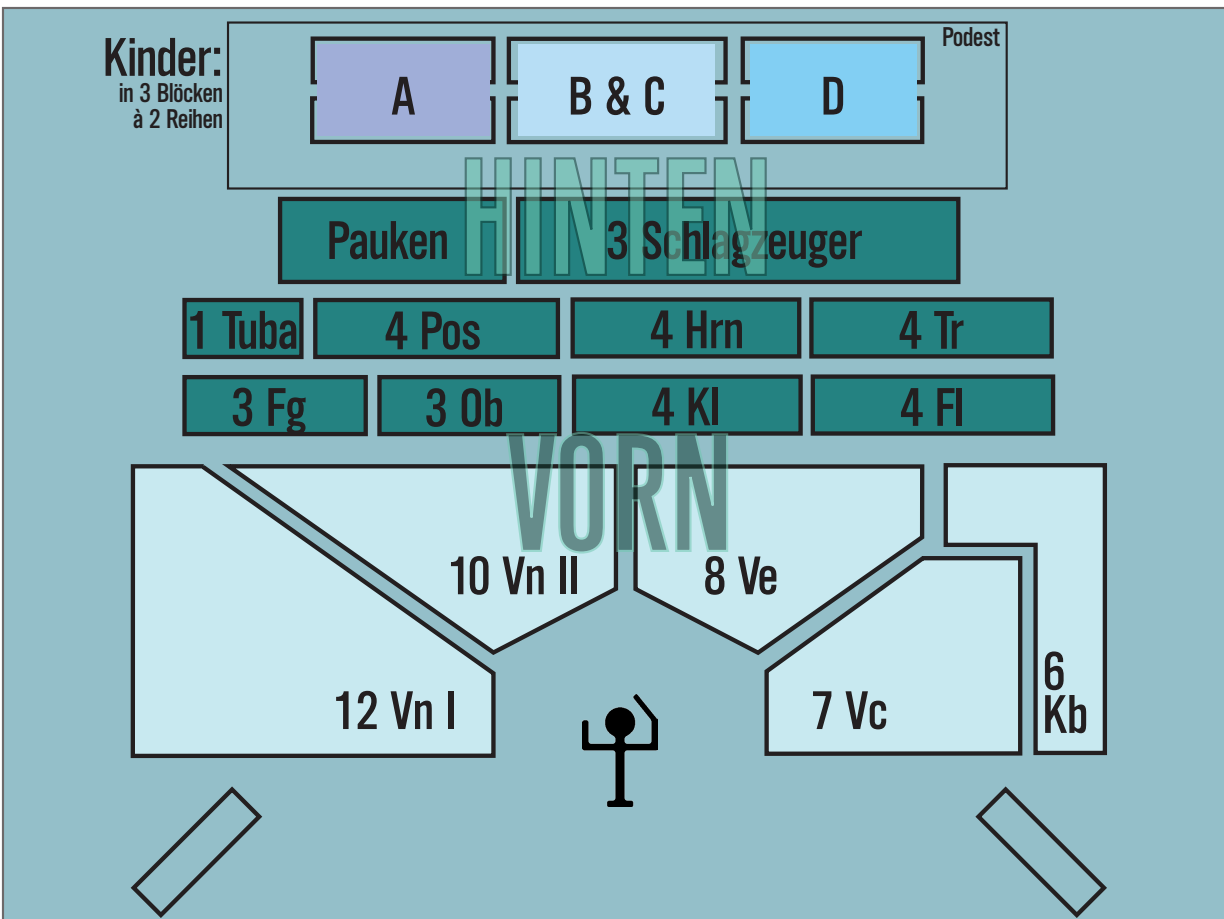 Podest
Kinder:
in 3 Blöcken
à 2 Reihen
A
B & C
D
HINTEN
Pauken
3 Schlagzeuger
1 Tuba
4 Pos
4 Hrn
4 Tr
3 Fg
3 Ob
4 Kl
4 Fl
VORN
10 Vn II
8 Ve
12 Vn I
7 Vc
6
Kb